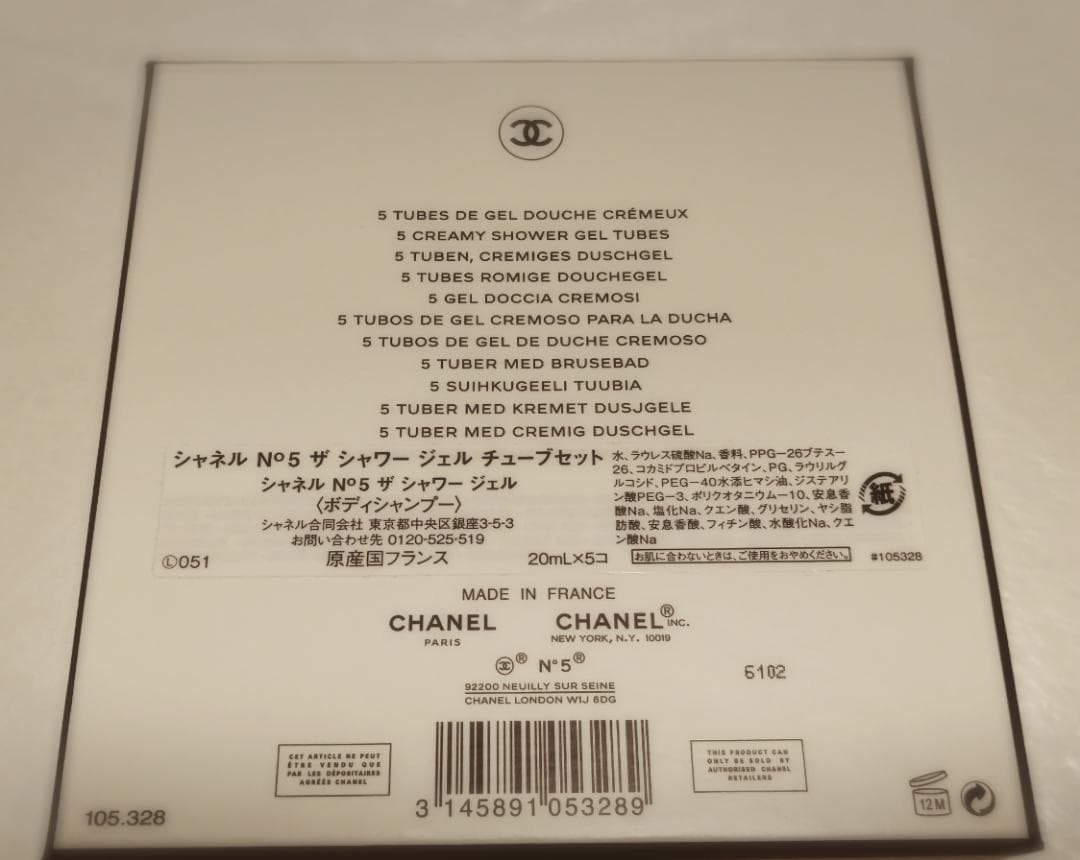 5 TUBES DE GEL DOUCHE CRÉMEUX
5 CREAMY SHOWER GEL TUBES
5 TUBEN, CREMIGES DUSCHGEL
5 TUBES ROMIGE DOUCHEGEL
5 GEL DOCCIA CREMOSI
5 TUBOS DE GEL CREMOSO PARA LA DUCHA
5 TUBOS DE GEL DE DUCHE CREMOSO
5 TUBER MED BRUSEBAD
5 SUIHKUGEELI TUUBIA
5 TUBER MED KREMET DUSJGELE
5 TUBER MED CREMIG DUSCHGEL
シャネル Nº5 ザ シャワー ジェル チューブセット
シャネル Nº5 ザ シャワー ジェル
〈ボディシャンプー〉
シャネル合同会社 東京都中央区銀座3-5-3
お問い合わせ先 0120-525-519
Ⓛ051 原産国フランス 20mL×5コ
水、ラウレス硫酸Na、香料、PPG-26ブテス-
26、コカミドプロピルベタイン、PG、ラウリルグ
ルコシド、PEG-40水添ヒマシ油、ジステアリ
ン酸PEG-3、ポリクオタニウム-10、安息香
酸Na、塩化Na、クエン酸、グリセリン、ヤシ脂
肪酸、安息香酸、フィチン酸、水酸化Na、クエ
ン酸Na
お肌に合わないときは、ご使用をおやめください。
紙
#105328
MADE IN FRANCE
CHANEL
PARIS
CHANEL® INC.
NEW YORK, N.Y. 10019
® Nº5®
92200 NEUILLY SUR SEINE
CHANEL LONDON W1J 6DG
6102
CET ARTICLE NE PEUT
ÊTRE VENDU QUE
PAR LES DÉPOSITAIRES
AGRÉÉS CHANEL
3 145891 053289
THIS PRODUCT CAN
ONLY BE SOLD BY
AUTHORISED CHANEL
RETAILERS
12 M
105.328